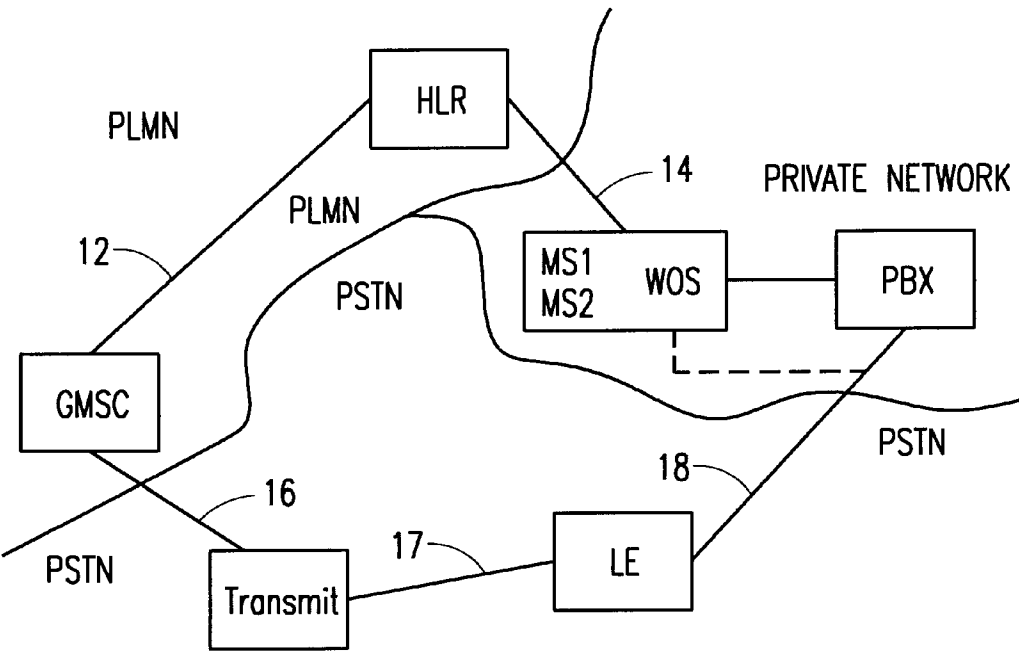 HLR
PLMN
14
PRIVATE NETWORK
PLMN
12
MS1
MS2
WOS
PBX
PSTN
GMSC
PSTN
18
16
17
LE
PSTN
Transmit